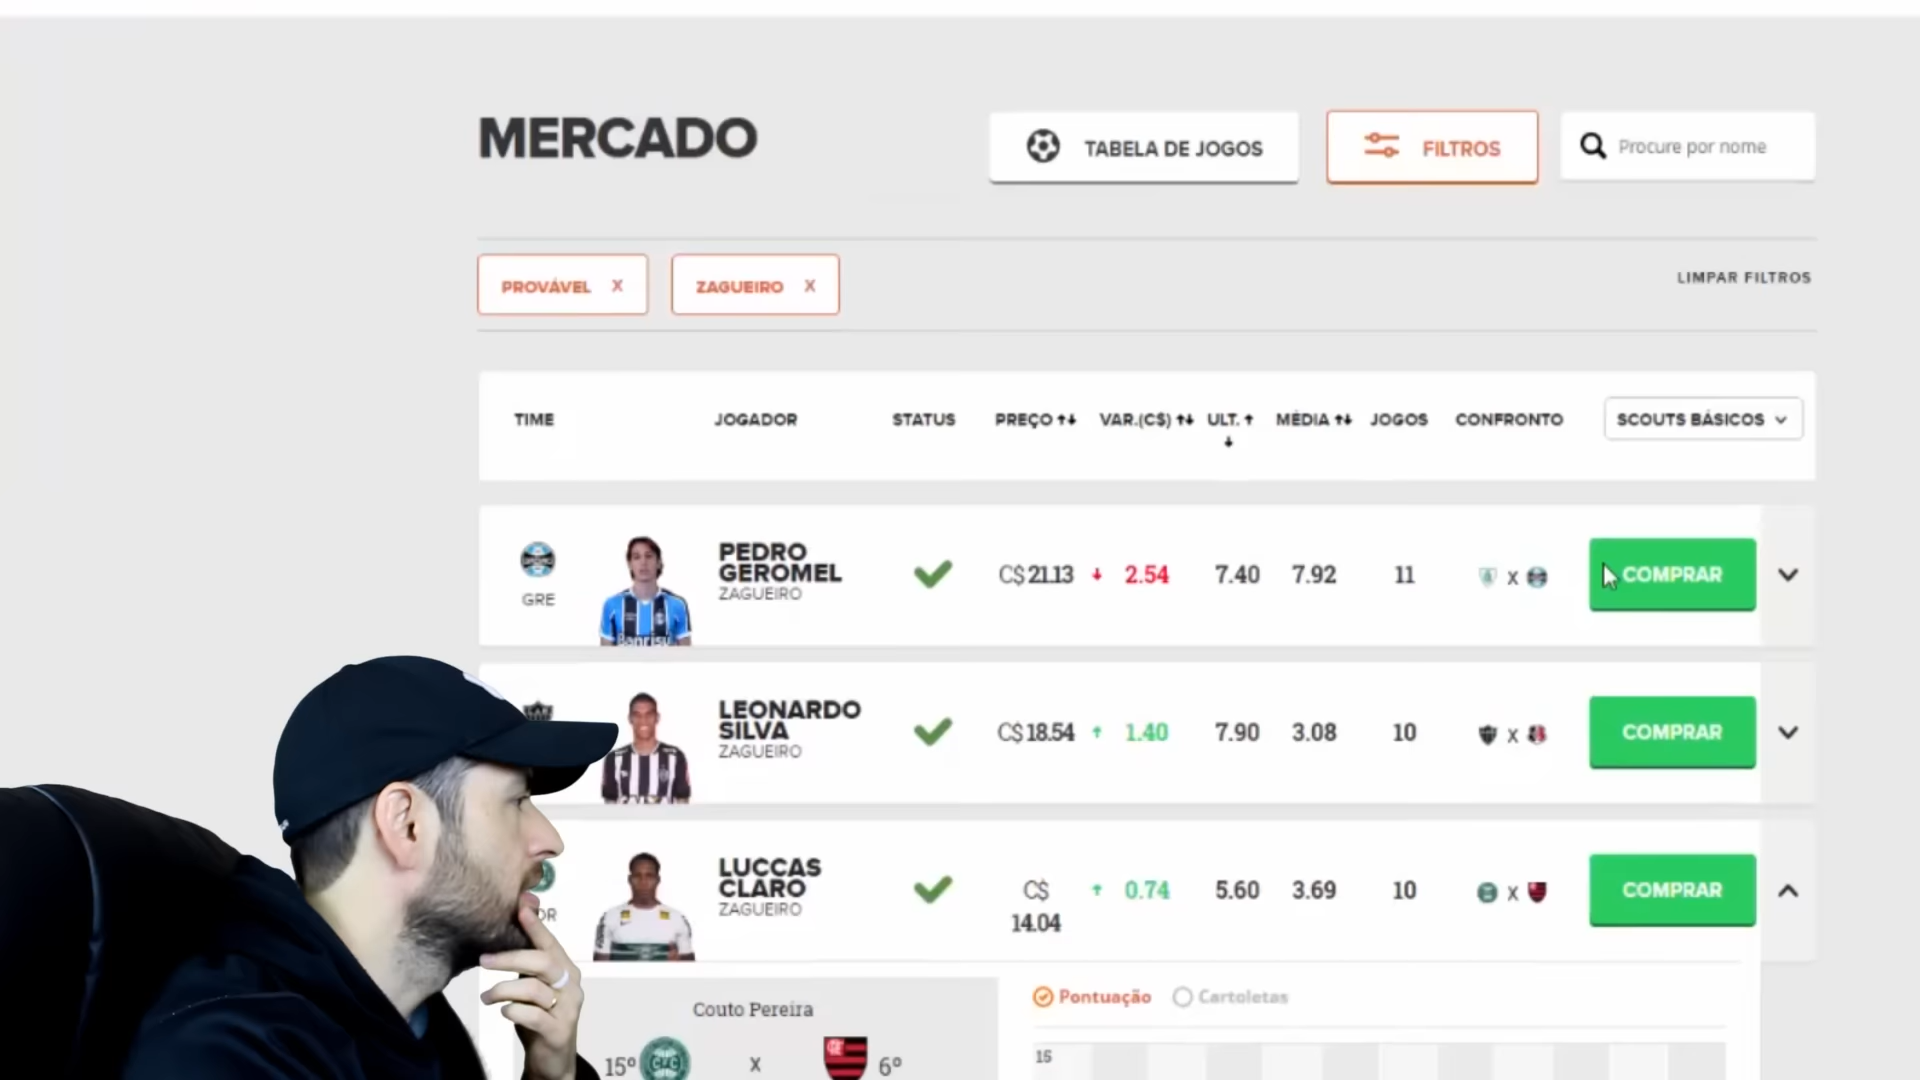 MERCADO
TABELA DE JOGOS
FILTROS
Procure por nome
PROVÁVEL X
ZAGUEIRO X
LIMPAR FILTROS
TIME JOGADOR STATUS PREÇO VAR.(C$) ULT. MÉDIA JOGOS CONFRONTO SCOUTS BÁSICOS
GRE
PEDRO
GEROMEL
ZAGUEIRO
C$ 21.13 2.54 7.40 7.92 11 X COMPRAR
LEONARDO
SILVA
ZAGUEIRO
C$ 18.54 1.40 7.90 3.08 10 X COMPRAR
LUCCAS
CLARO
ZAGUEIRO
C$
14.04
0.74 5.60 3.69 10 X COMPRAR
Couto Pereira
15º X 6º
Pontuação Cartoletas
15